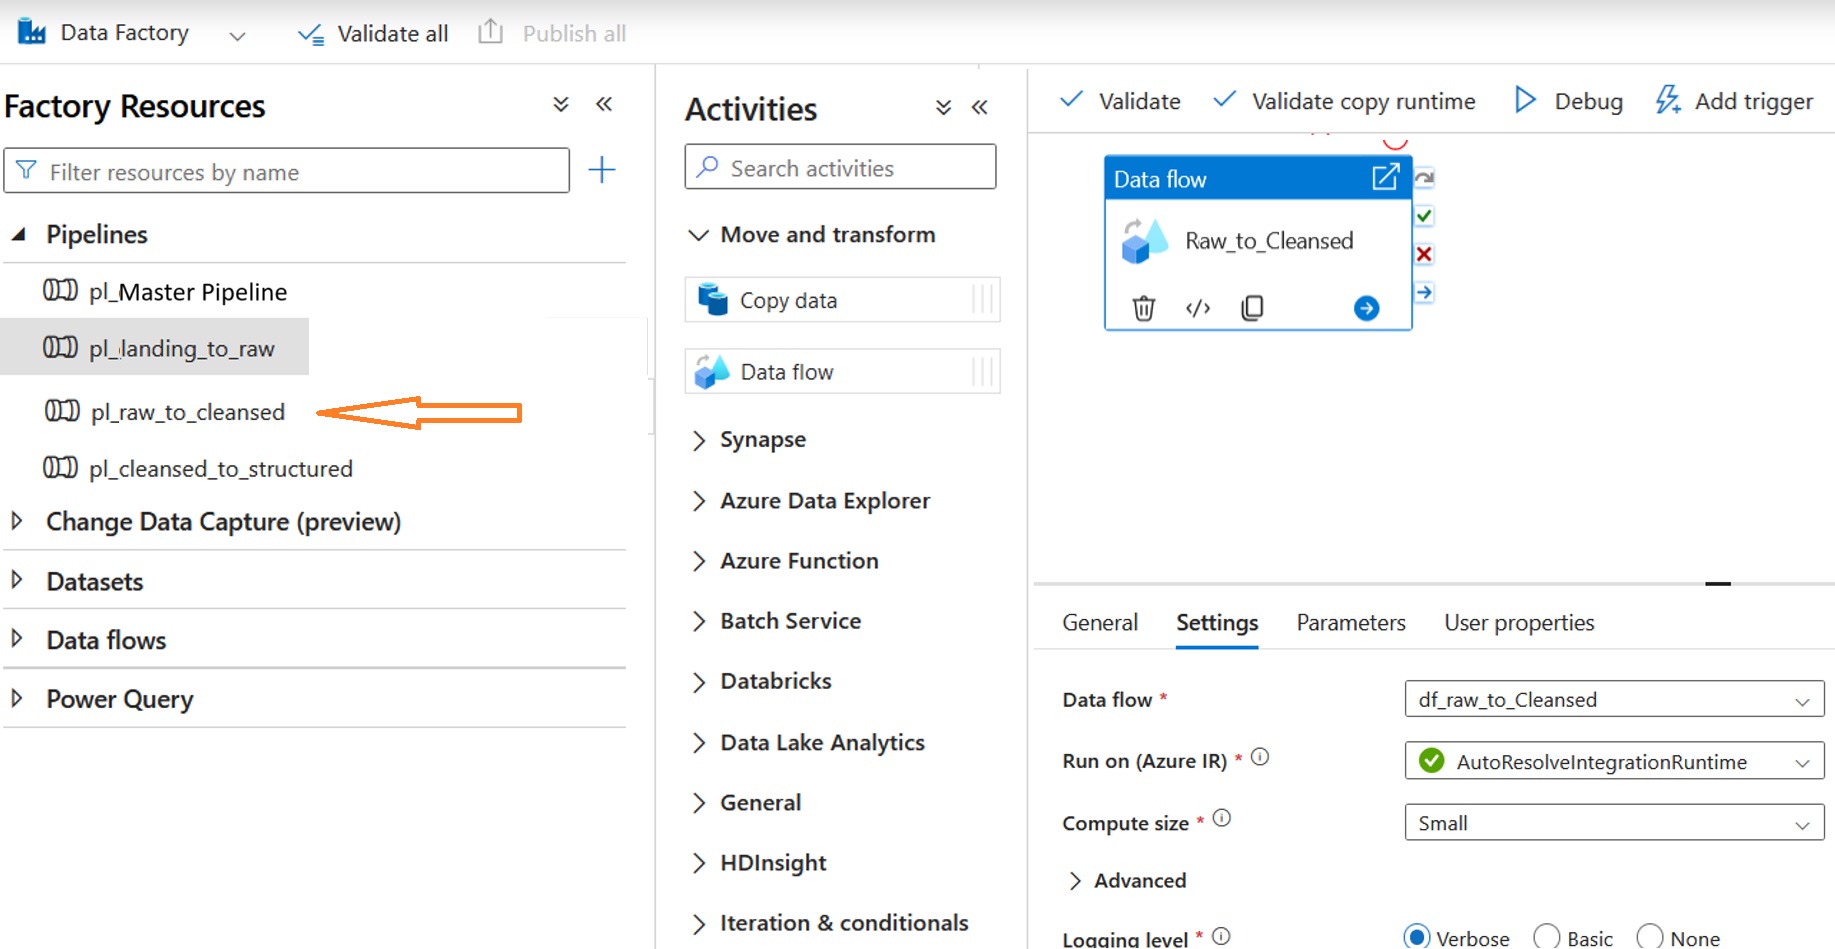 Data Factory
Validate all
Publish all
Factory Resources
Filter resources by name
Pipelines
pl_Master Pipeline
pl_landing_to_raw
pl_raw_to_cleansed
pl_cleansed_to_structured
Change Data Capture (preview)
Datasets
Data flows
Power Query
Activities
Search activities
Move and transform
Copy data
Data flow
Synapse
Azure Data Explorer
Azure Function
Batch Service
Databricks
Data Lake Analytics
General
HDInsight
Iteration & conditionals
Validate
Validate copy runtime
Debug
Add trigger
Data flow
Raw_to_Cleansed
General
Settings
Parameters
User properties
Data flow *
df_raw_to_Cleansed
Run on (Azure IR) *
AutoResolveIntegrationRuntime
Compute size *
Small
Advanced
Logging level *
Verbose
Basic
None